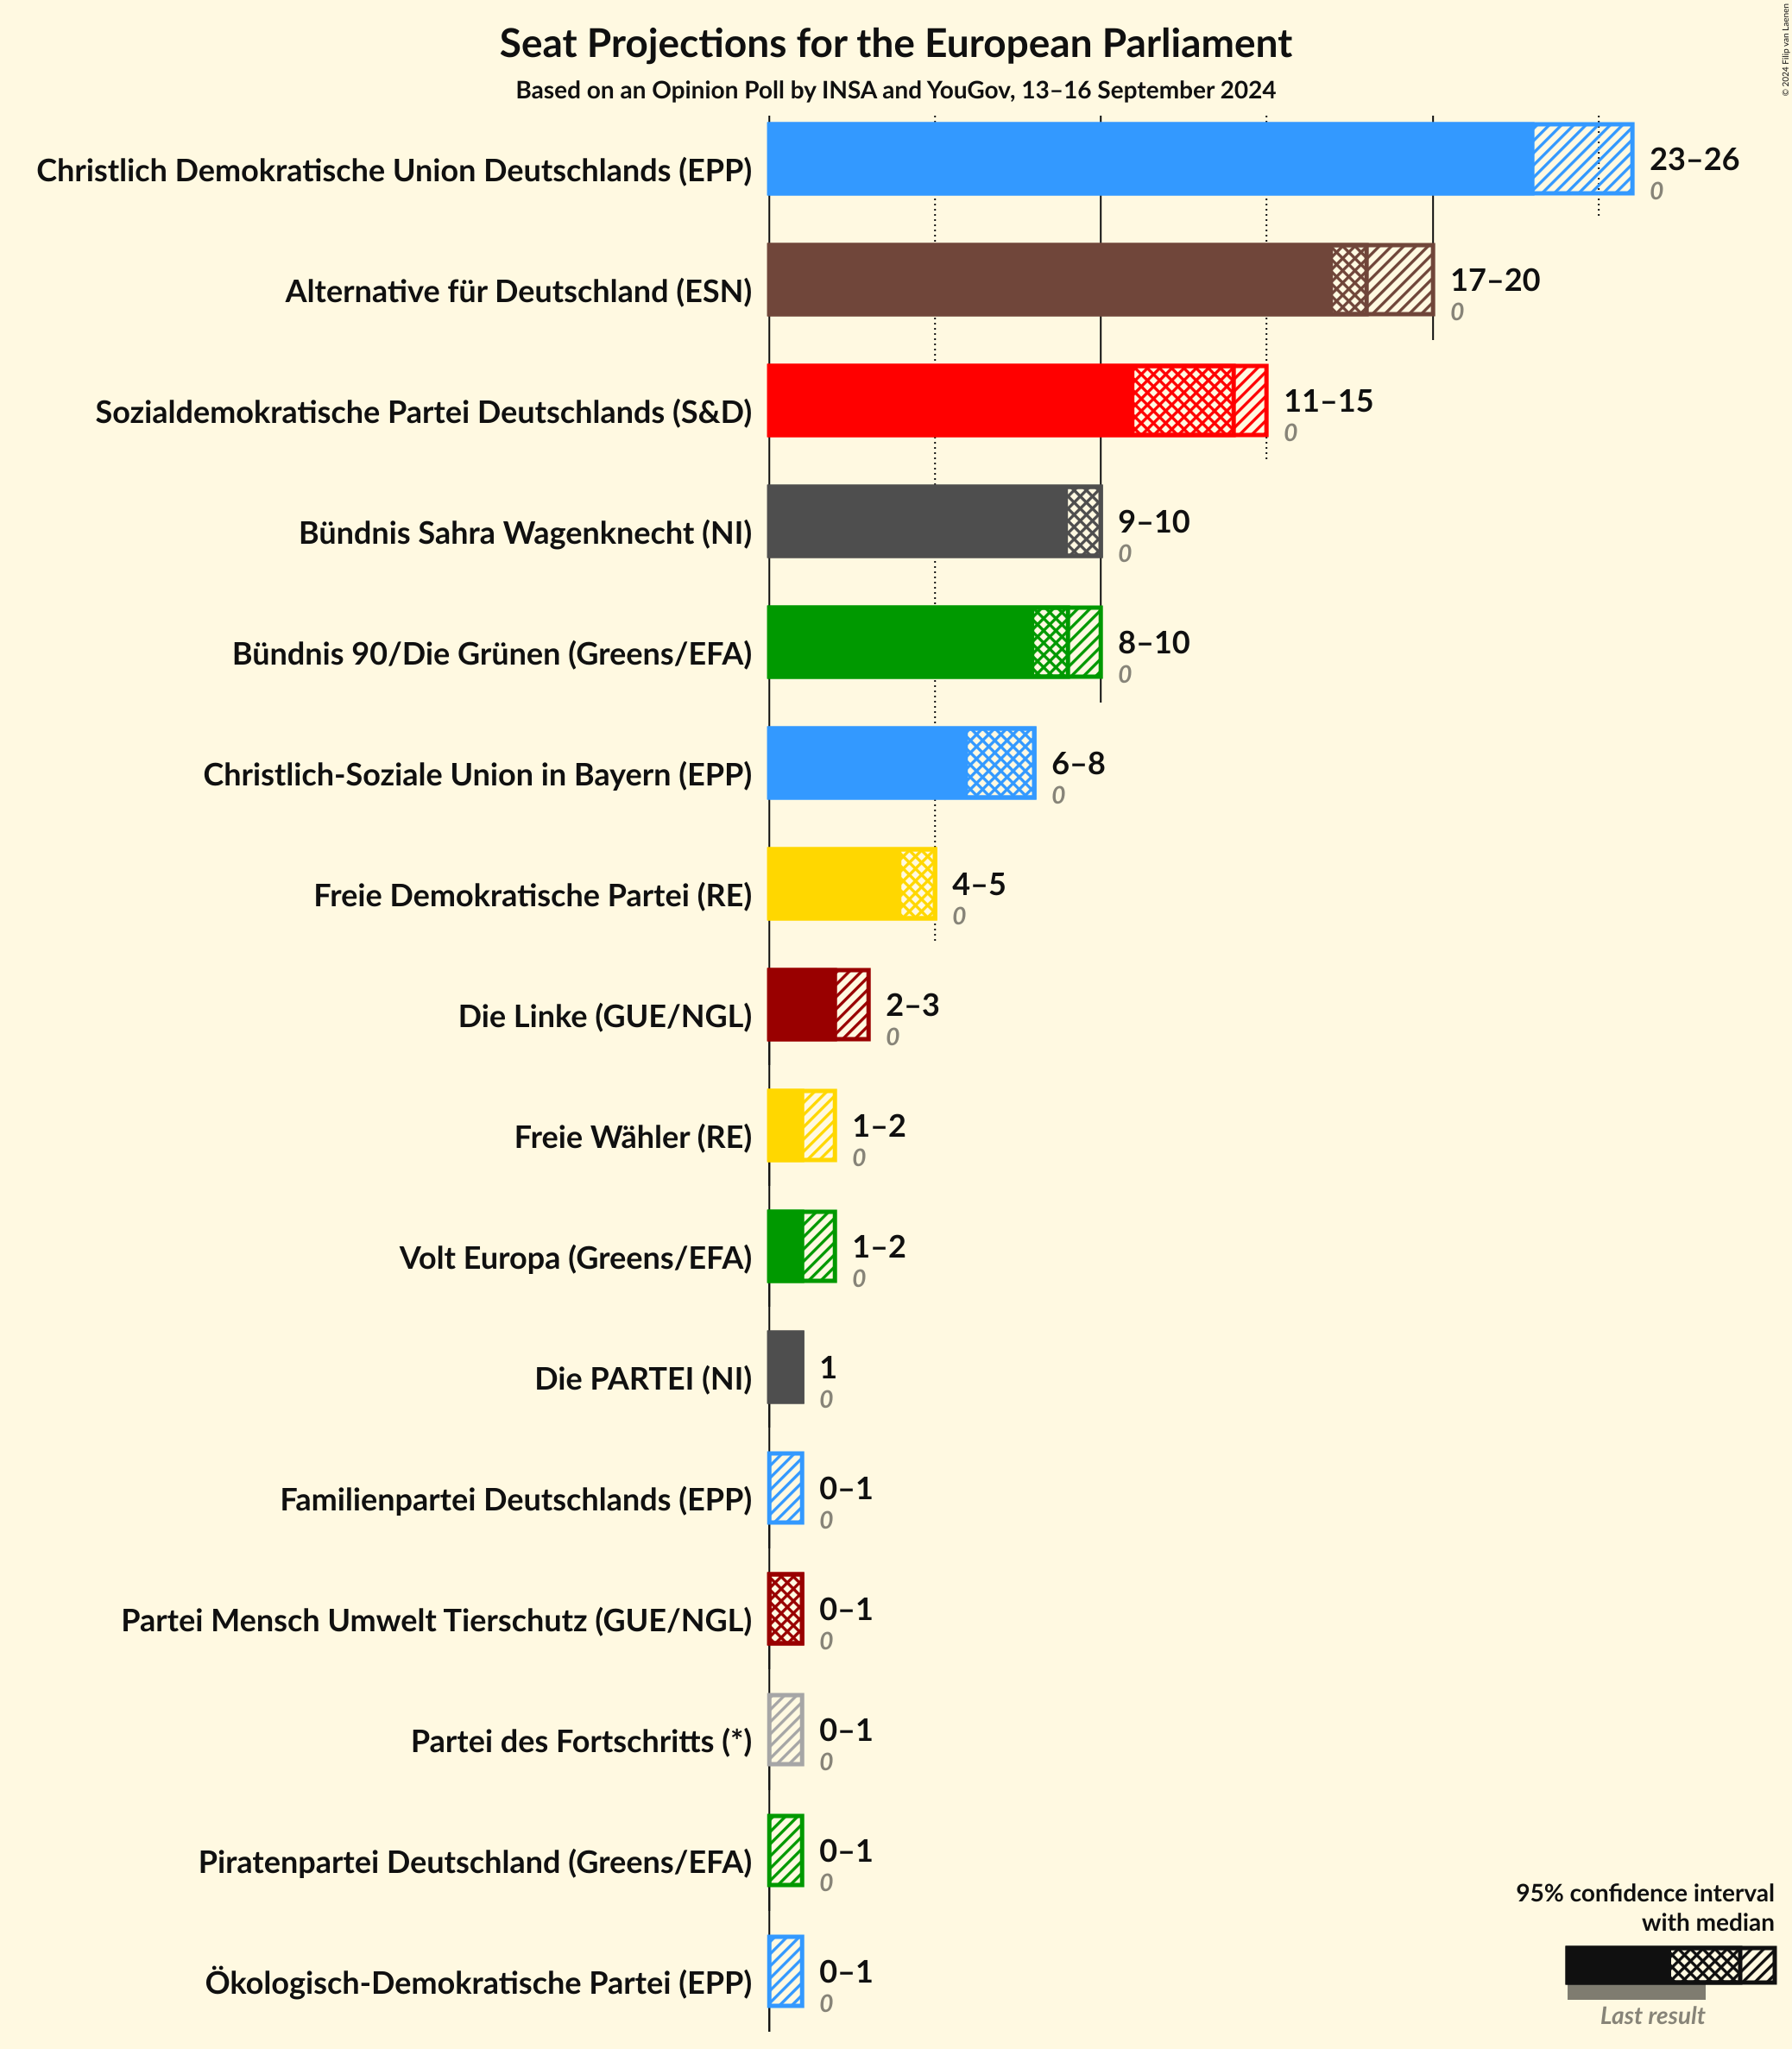 Seat Projections for the European Parliament
Based on an Opinion Poll by INSA and YouGov, 13–16 September 2024
© 2024 Filip van Laenen
Christlich Demokratische Union Deutschlands (EPP)
23–26
0
Alternative für Deutschland (ESN)
17–20
0
Sozialdemokratische Partei Deutschlands (S&D)
11–15
0
Bündnis Sahra Wagenknecht (NI)
9–10
0
Bündnis 90/Die Grünen (Greens/EFA)
8–10
0
Christlich-Soziale Union in Bayern (EPP)
6–8
0
Freie Demokratische Partei (RE)
4–5
0
Die Linke (GUE/NGL)
2–3
0
Freie Wähler (RE)
1–2
0
Volt Europa (Greens/EFA)
1–2
0
Die PARTEI (NI)
1
0
Familienpartei Deutschlands (EPP)
0–1
0
Partei Mensch Umwelt Tierschutz (GUE/NGL)
0–1
0
Partei des Fortschritts (*)
0–1
0
Piratenpartei Deutschland (Greens/EFA)
0–1
0
Ökologisch-Demokratische Partei (EPP)
0–1
0
95% confidence interval
with median
Last result